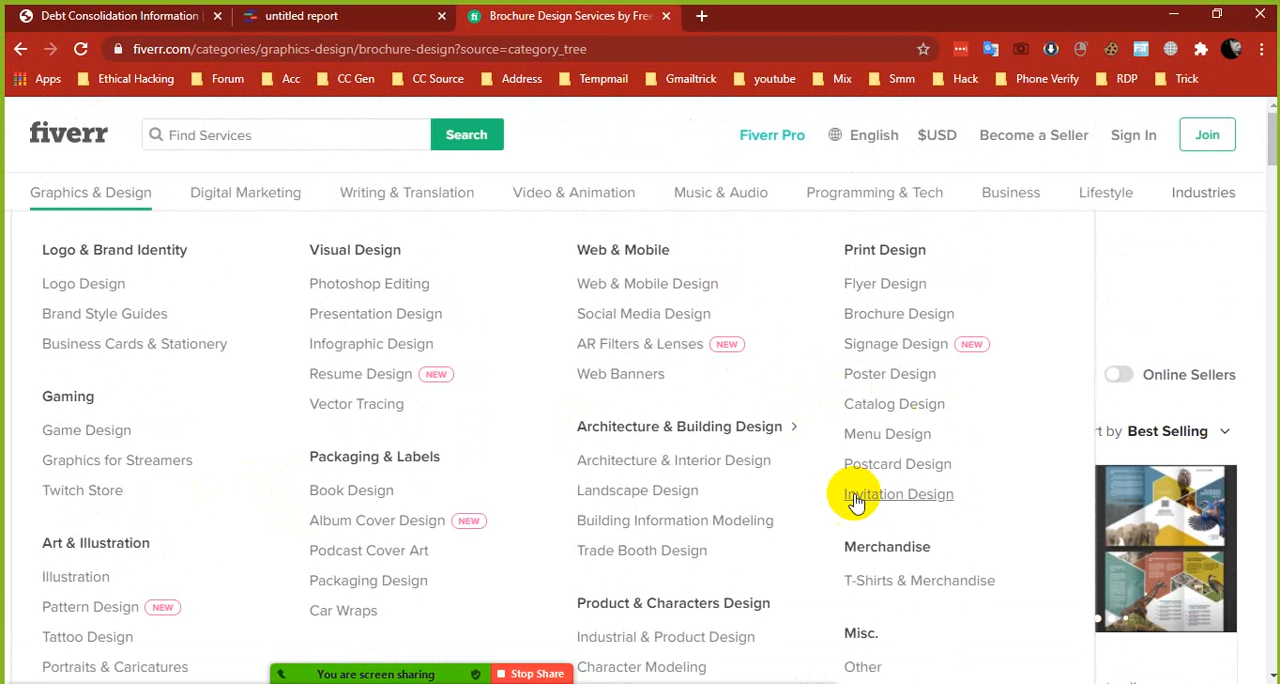 Debt Consolidation Information
untitled report
Brochure Design Services by Free
fiverr.com/categories/graphics-design/brochure-design?source=category_tree
Apps Ethical Hacking Forum Acc CC Gen CC Source Address Tempmail Gmailtrick youtube Mix Smm Hack Phone Verify RDP Trick
fiverr Find Services Search Fiverr Pro English $USD Become a Seller Sign In Join
Graphics & Design Digital Marketing Writing & Translation Video & Animation Music & Audio Programming & Tech Business Lifestyle Industries
Logo & Brand Identity
Logo Design
Brand Style Guides
Business Cards & Stationery
Gaming
Game Design
Graphics for Streamers
Twitch Store
Art & Illustration
Illustration
Pattern Design NEW
Tattoo Design
Portraits & Caricatures
Visual Design
Photoshop Editing
Presentation Design
Infographic Design
Resume Design NEW
Vector Tracing
Packaging & Labels
Book Design
Album Cover Design NEW
Podcast Cover Art
Packaging Design
Car Wraps
Web & Mobile
Web & Mobile Design
Social Media Design
AR Filters & Lenses NEW
Web Banners
Architecture & Building Design
Architecture & Interior Design
Landscape Design
Building Information Modeling
Trade Booth Design
Product & Characters Design
Industrial & Product Design
Character Modeling
Print Design
Flyer Design
Brochure Design
Signage Design NEW
Poster Design
Catalog Design
Menu Design
Postcard Design
Invitation Design
Merchandise
T-Shirts & Merchandise
Misc.
Other
Online Sellers
rt by Best Selling
You are screen sharing Stop Share